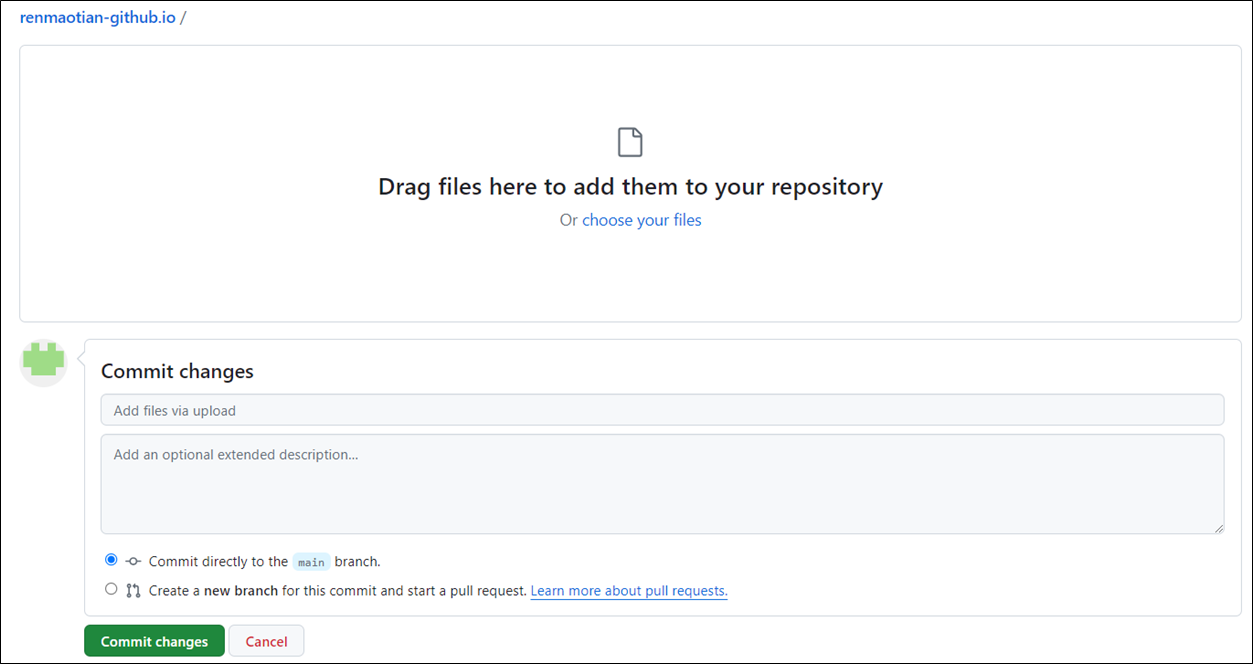 renmaotian-github.io /
Drag files here to add them to your repository
Or choose your files
Commit changes
Add files via upload
Add an optional extended description...
Commit directly to the main branch.
Create a new branch for this commit and start a pull request. Learn more about pull requests.
Commit changes Cancel